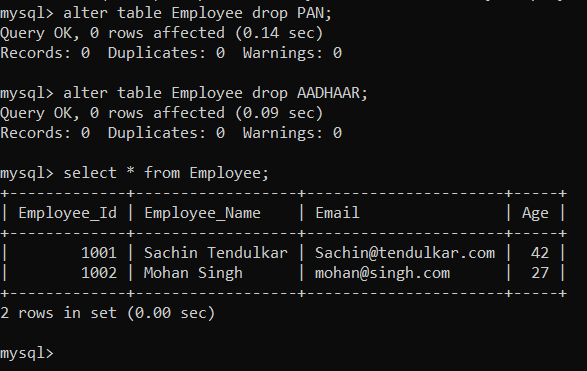 mysql> alter table Employee drop PAN;
Query OK, 0 rows affected (0.14 sec)
Records: 0  Duplicates: 0  Warnings: 0

mysql> alter table Employee drop AADHAAR;
Query OK, 0 rows affected (0.09 sec)
Records: 0  Duplicates: 0  Warnings: 0

mysql> select * from Employee;
+-------------+------------------+---------------------+-----+
| Employee_Id | Employee_Name    | Email               | Age |
+-------------+------------------+---------------------+-----+
|        1001 | Sachin Tendulkar | Sachin@tendulkar.com |  42 |
|        1002 | Mohan Singh      | mohan@singh.com     |  27 |
+-------------+------------------+---------------------+-----+
2 rows in set (0.00 sec)

mysql>